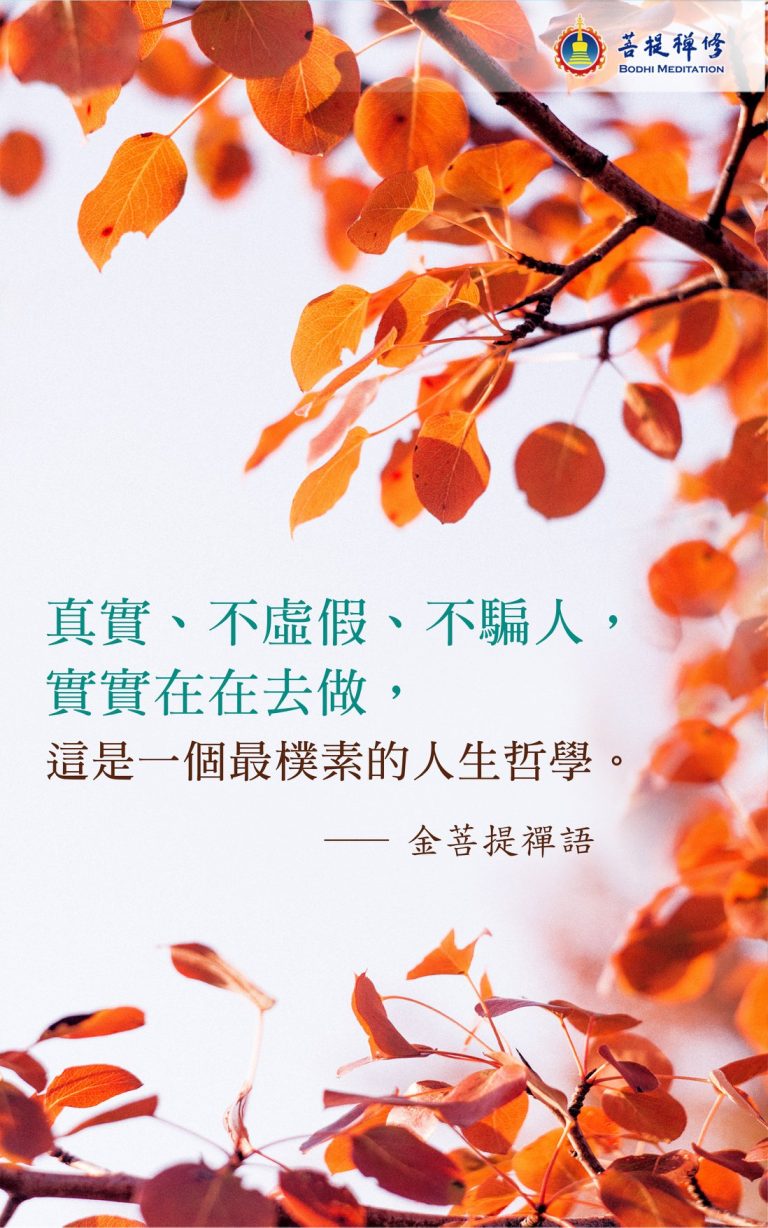 菩提禪修
BODHI MEDITATION
真實、不虛假、不騙人，
實實在在去做，
這是一個最樸素的人生哲學。
—— 金菩提禪語